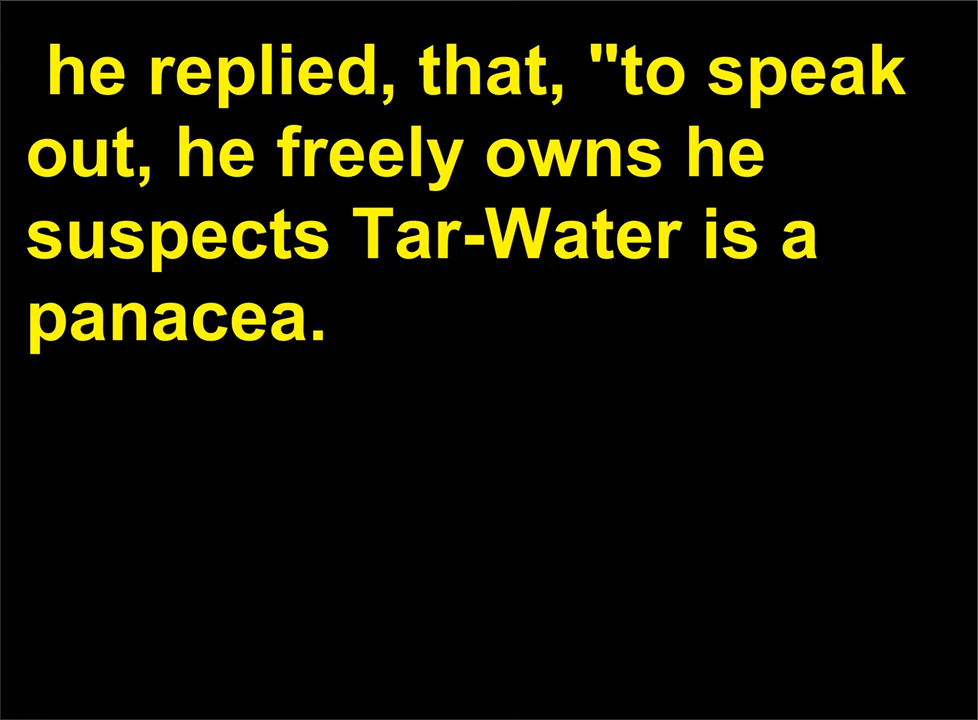 he replied, that, "to speak
out, he freely owns he
suspects Tar-Water is a
panacea.